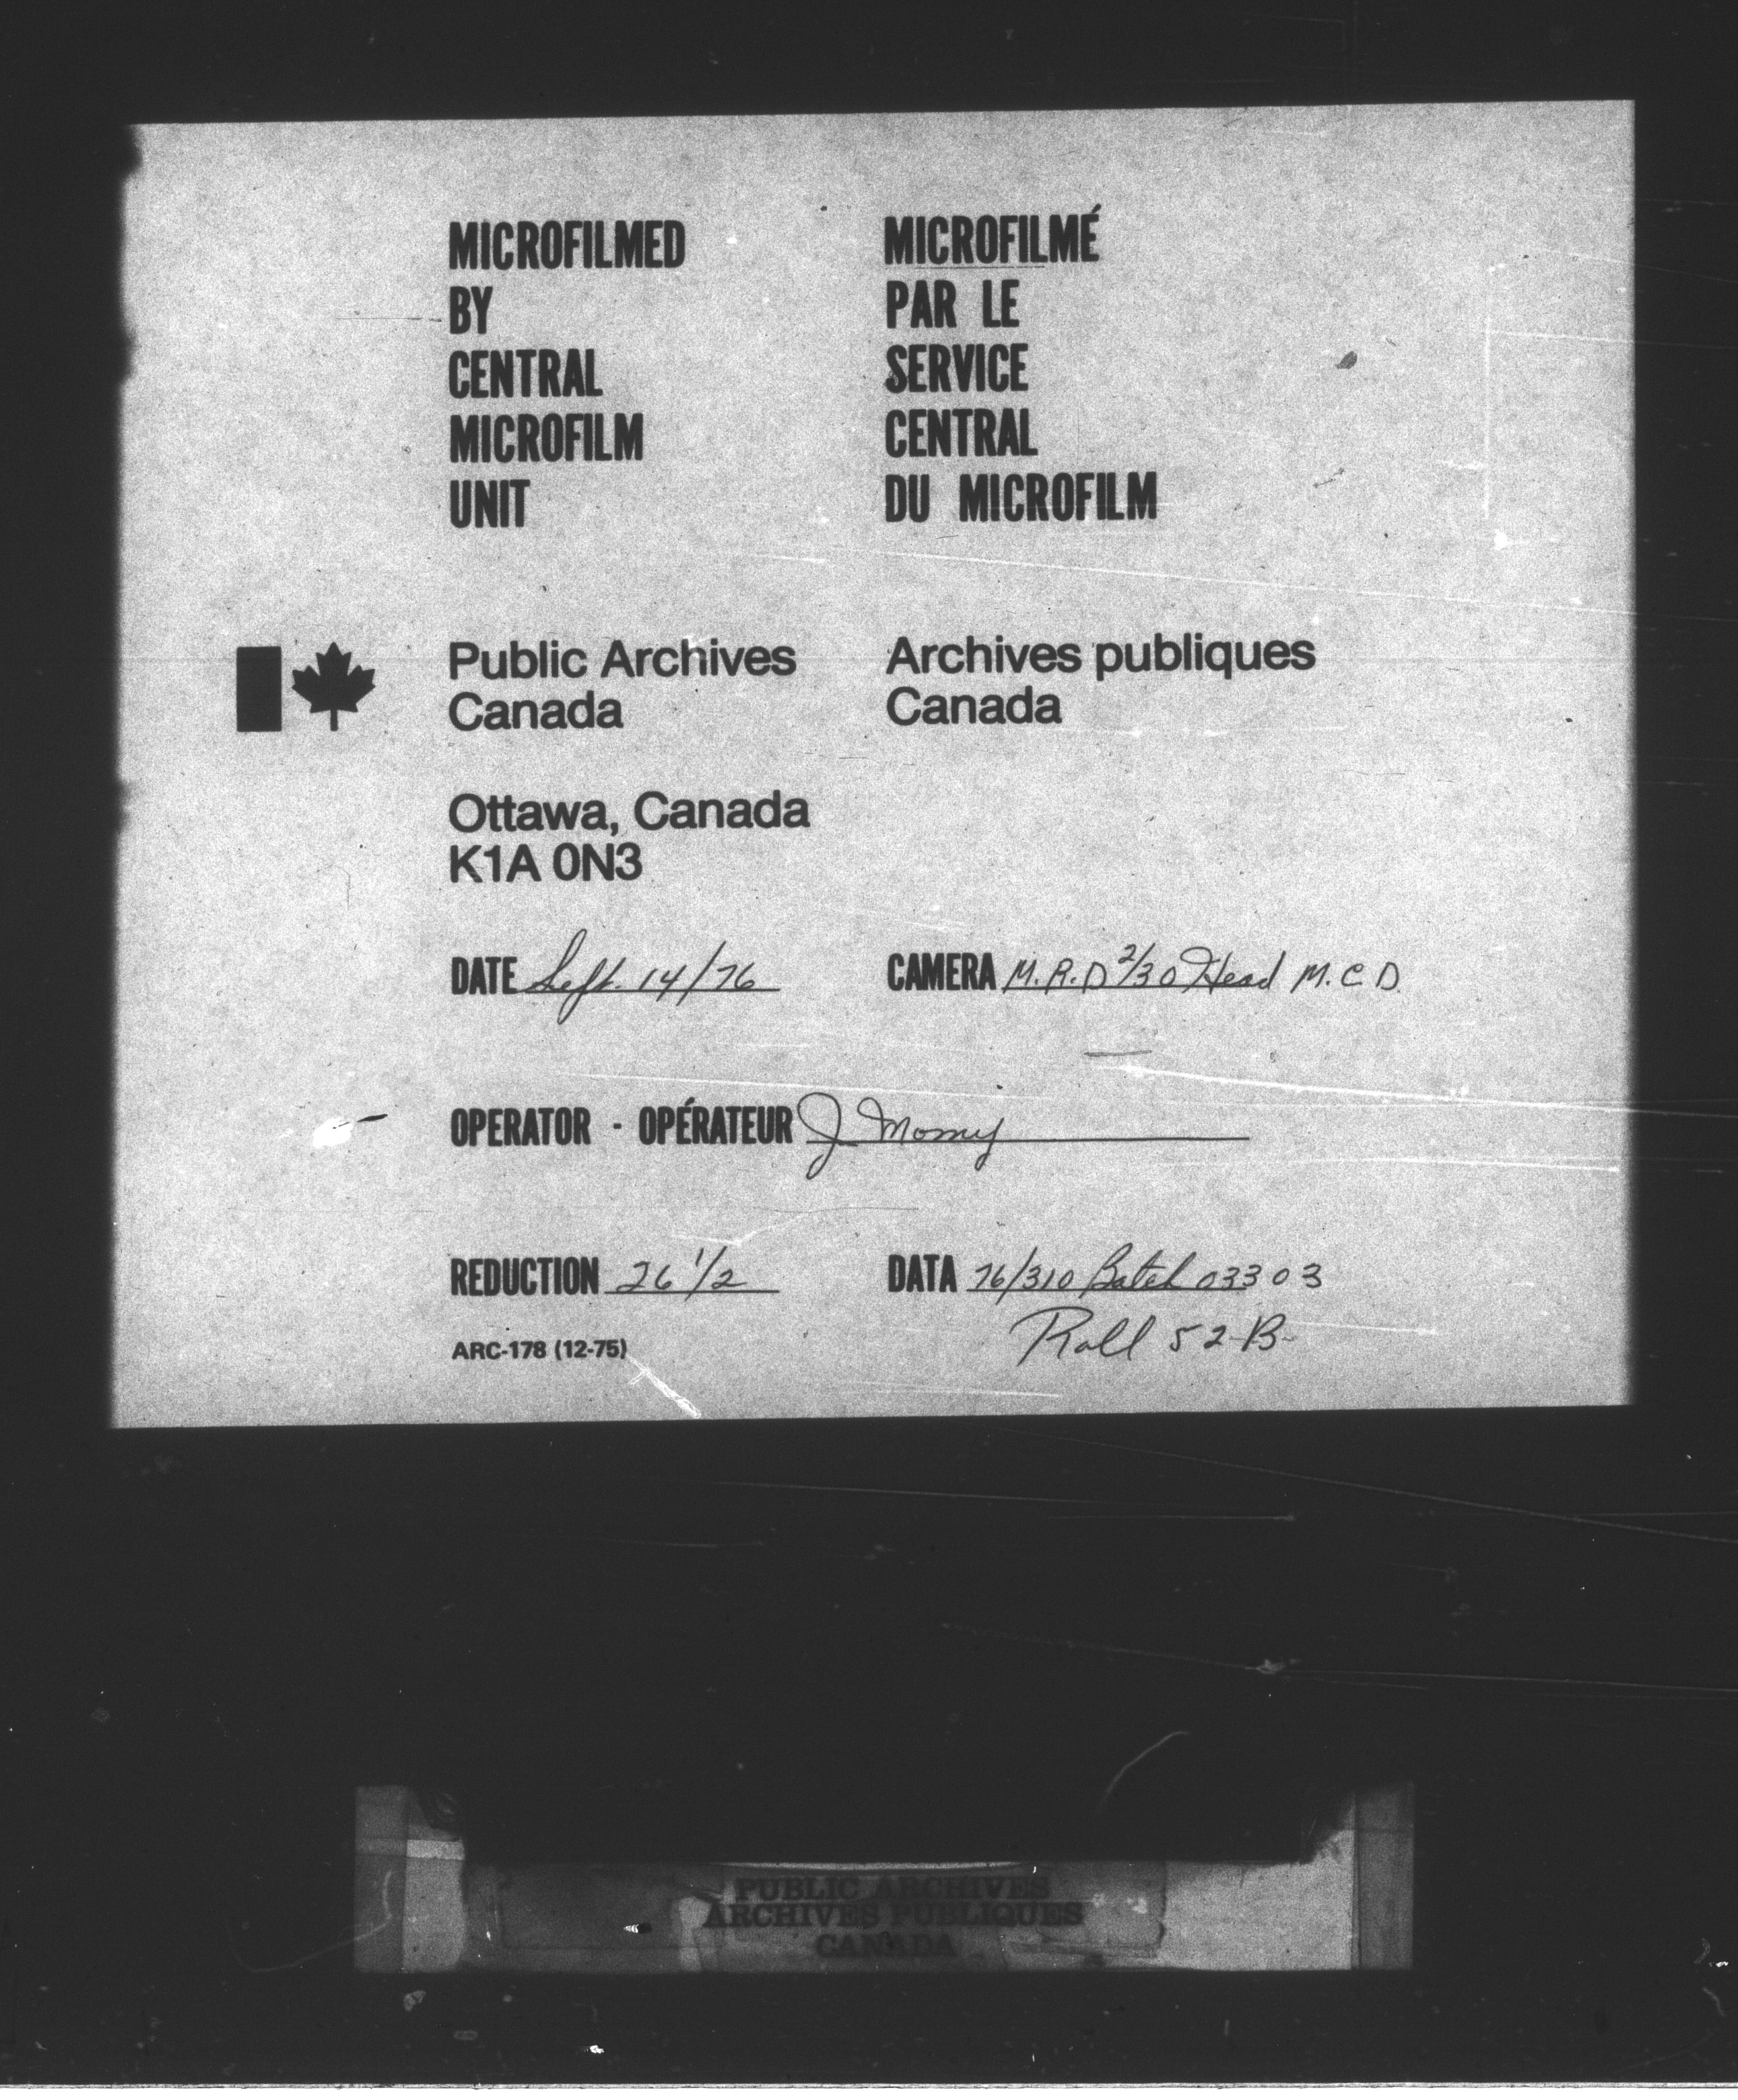 MICROFILMED
BY
CENTRAL
MICROFILM
UNIT
MICROFILMÉ
PAR LE
SERVICE
CENTRAL
DU MICROFILM
Public Archives
Canada
Archives publiques
Canada
Ottawa, Canada
K1A 0N3
DATE Sept. 14/76
CAMERA M.R.D 2/30 Head M.C.D.
OPERATOR - OPÉRATEUR J. Momy
REDUCTION 26 1/2
DATA 76/310 Batch 03303
Roll 52-B-
ARC-178 (12-75)
PUBLIC ARCHIVES
ARCHIVES PUBLIQUES
CANADA